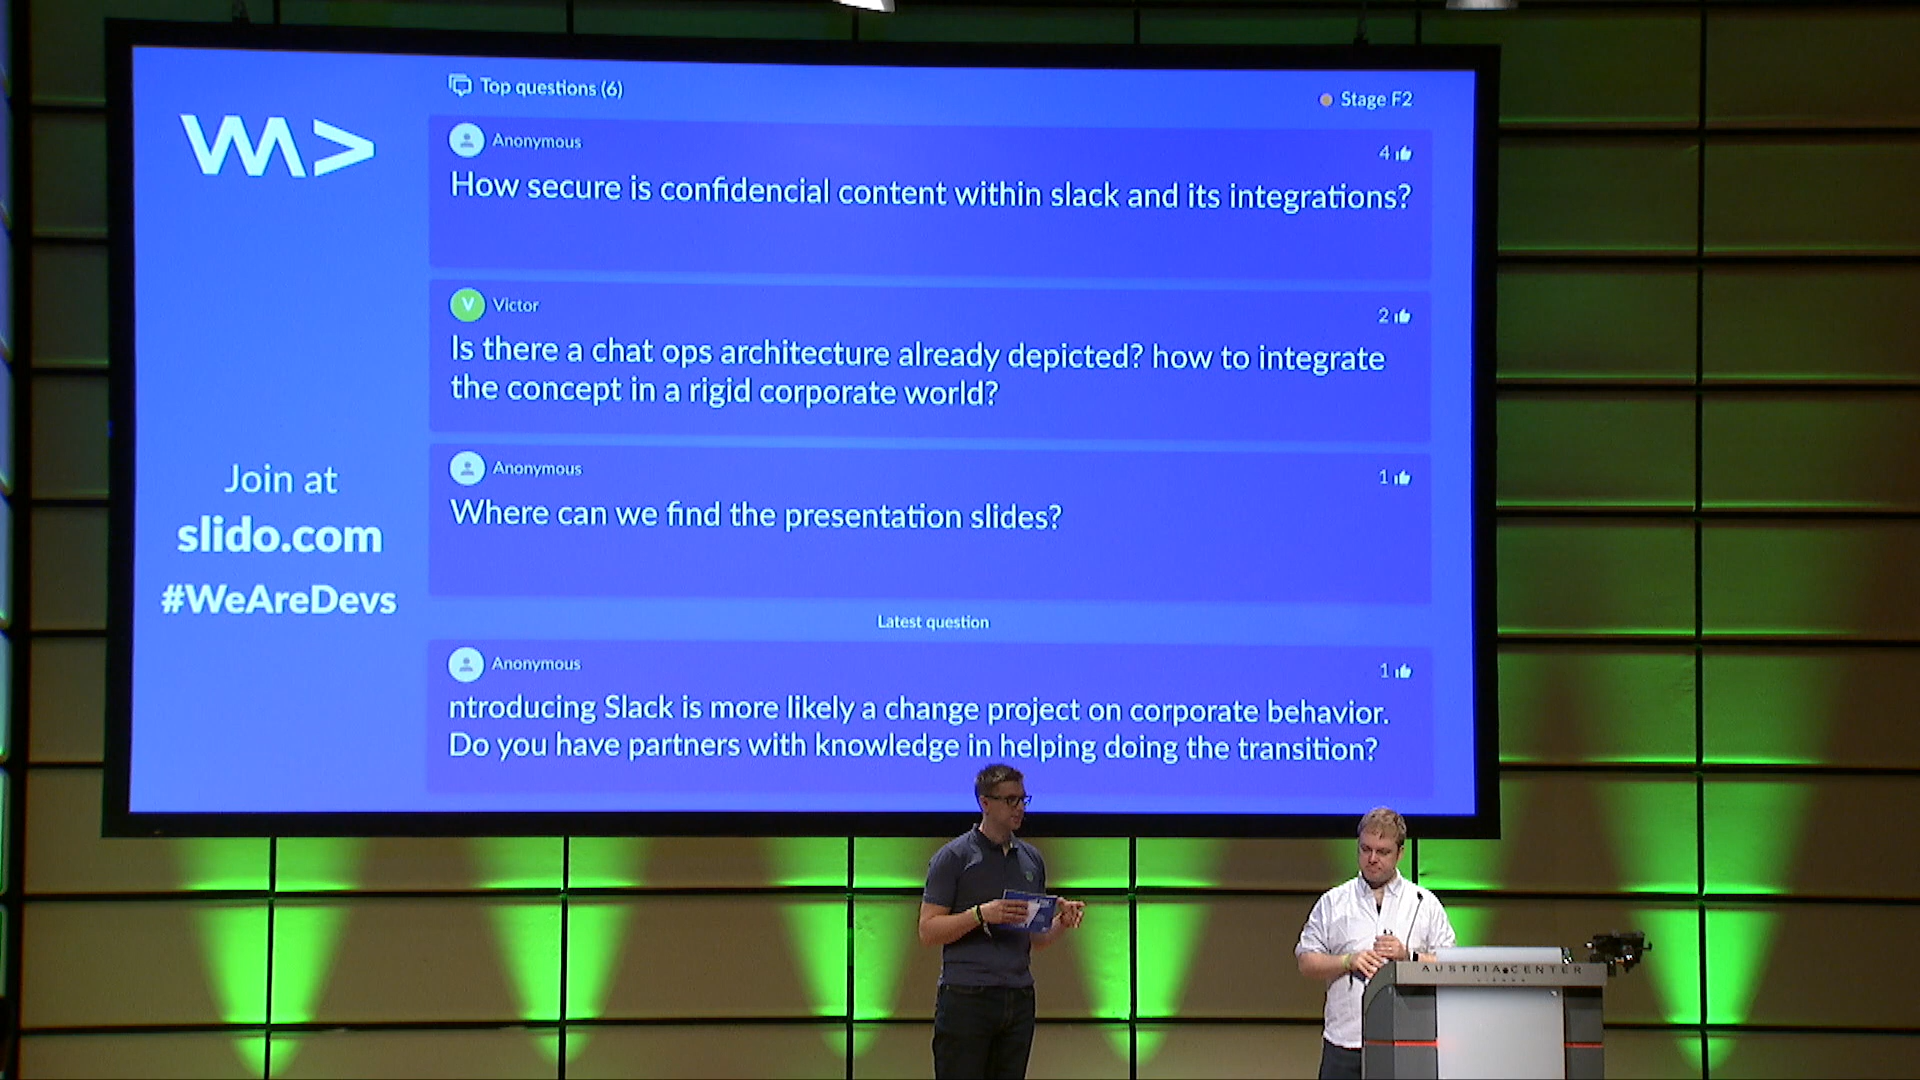 Top questions (6)
Stage F2
WA>
Anonymous
4
How secure is confidencial content within slack and its integrations?
V
Victor
2
Is there a chat ops architecture already depicted? how to integrate
the concept in a rigid corporate world?
Anonymous
1
Where can we find the presentation slides?
Join at
slido.com
#WeAreDevs
Latest question
Anonymous
1
ntroducing Slack is more likely a change project on corporate behavior.
Do you have partners with knowledge in helping doing the transition?
AUSTRIA CENTER